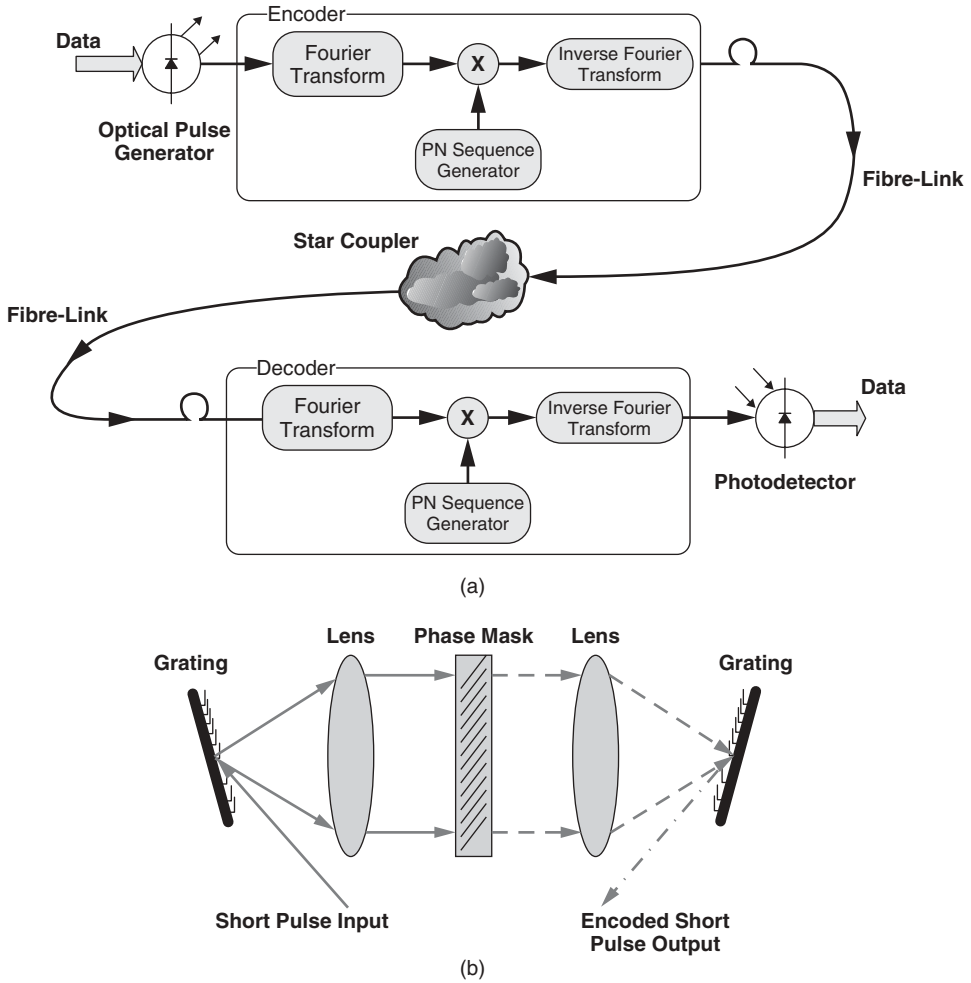 Encoder
Data
Fourier
Transform
X
Inverse Fourier
Transform
Optical Pulse
Generator
PN Sequence
Generator
Fibre-Link
Star Coupler
Fibre-Link
Decoder
Fourier
Transform
X
Inverse Fourier
Transform
Data
PN Sequence
Generator
Photodetector
(a)
Lens
Phase Mask
Lens
Grating
Grating
Short Pulse Input
Encoded Short
Pulse Output
(b)